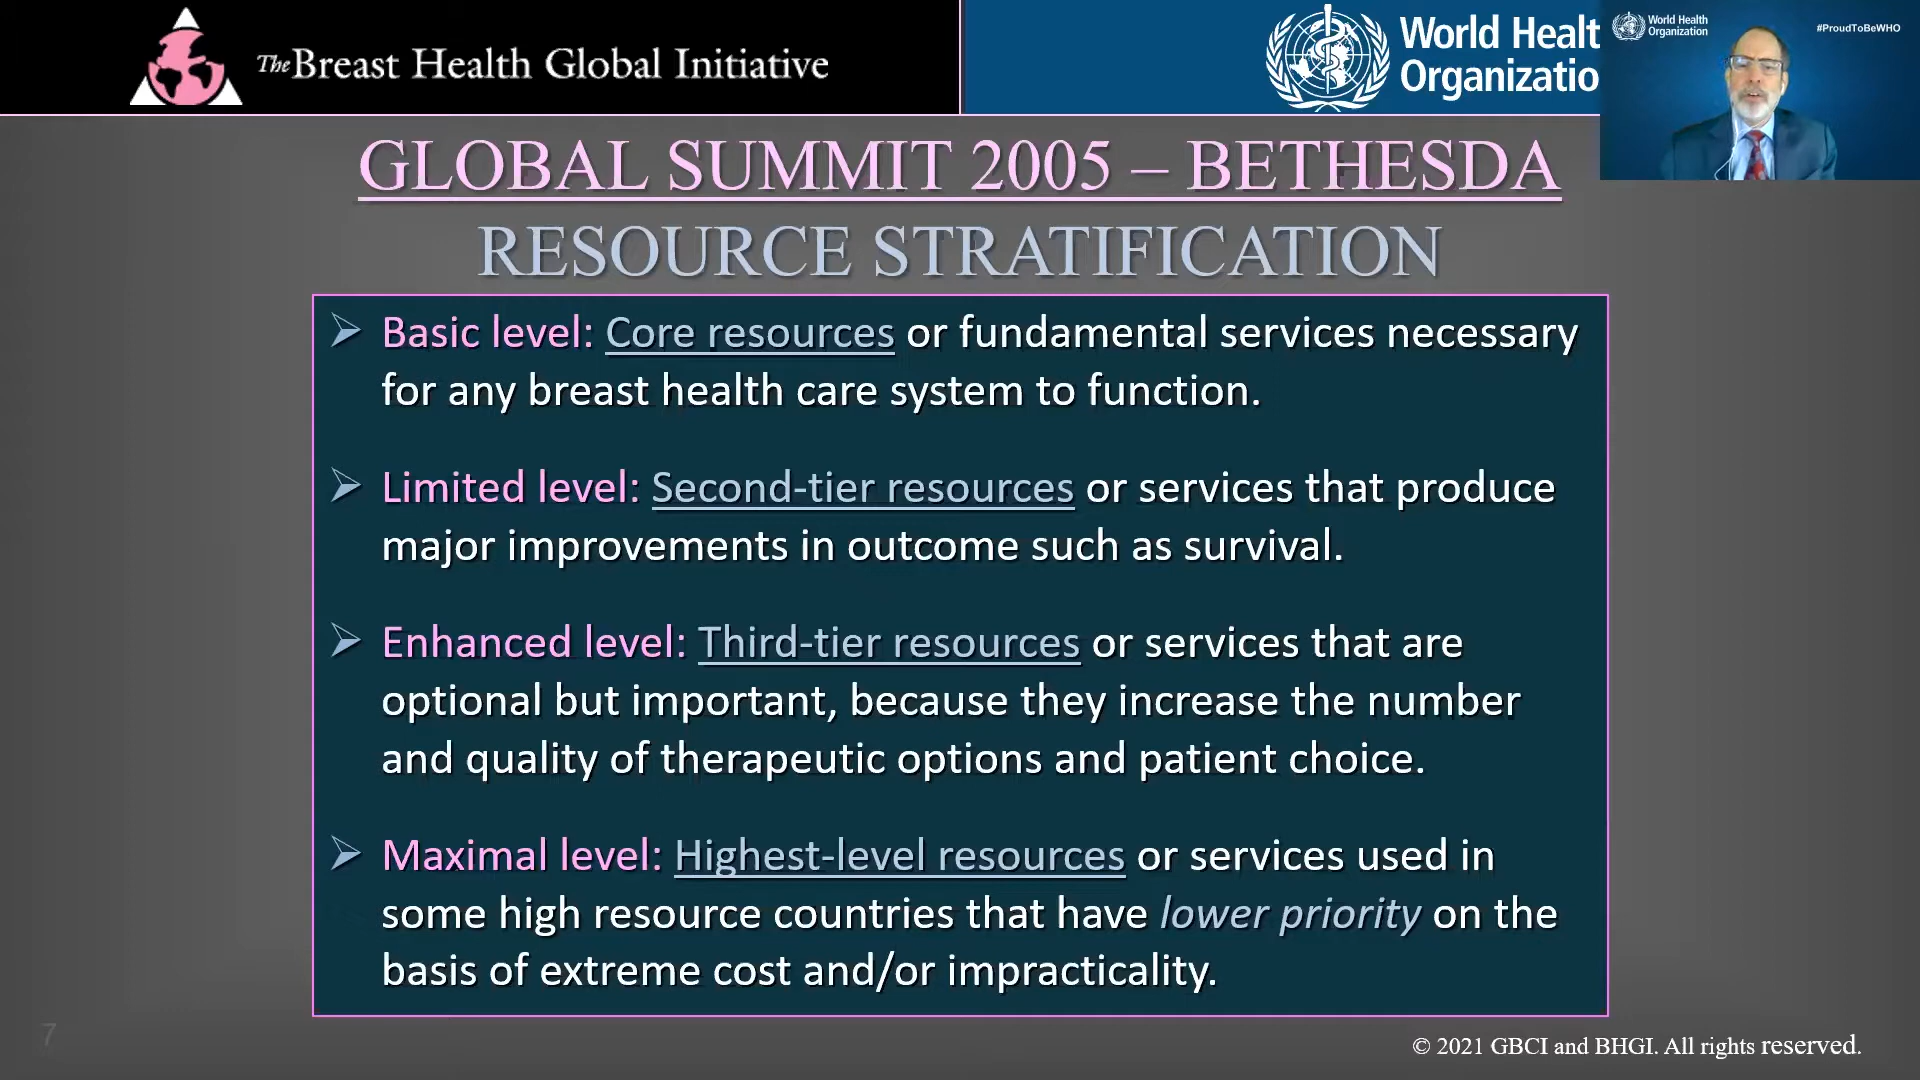 The Breast Health Global Initiative
World Healt
Organizatio
World Health
Organization
#ProudToBeWHO
GLOBAL SUMMIT 2005 – BETHESDA
RESOURCE STRATIFICATION
Basic level: Core resources or fundamental services necessary
for any breast health care system to function.
Limited level: Second-tier resources or services that produce
major improvements in outcome such as survival.
Enhanced level: Third-tier resources or services that are
optional but important, because they increase the number
and quality of therapeutic options and patient choice.
Maximal level: Highest-level resources or services used in
some high resource countries that have lower priority on the
basis of extreme cost and/or impracticality.
7
© 2021 GBCI and BHGI. All rights reserved.